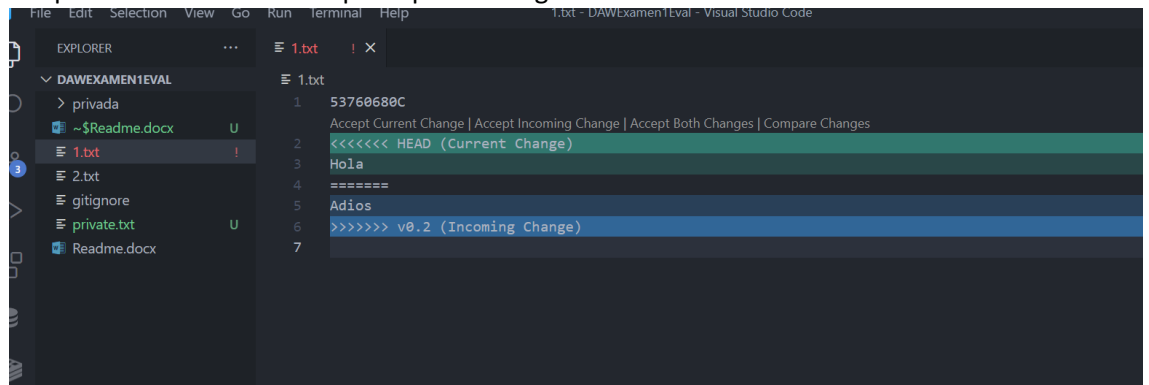 File Edit Selection View Go Run Terminal Help 1.txt - DAWExamen1Eval - Visual Studio Code
EXPLORER ...
DAWEXAMEN1EVAL
privada
~$Readme.docx U
1.txt !
2.txt
gitignore
private.txt U
Readme.docx
3
1.txt !
1.txt
1 53760680C
Accept Current Change | Accept Incoming Change | Accept Both Changes | Compare Changes
2 <<<<<<< HEAD (Current Change)
3 Hola
4 =======
5 Adios
6 >>>>>>> v0.2 (Incoming Change)
7